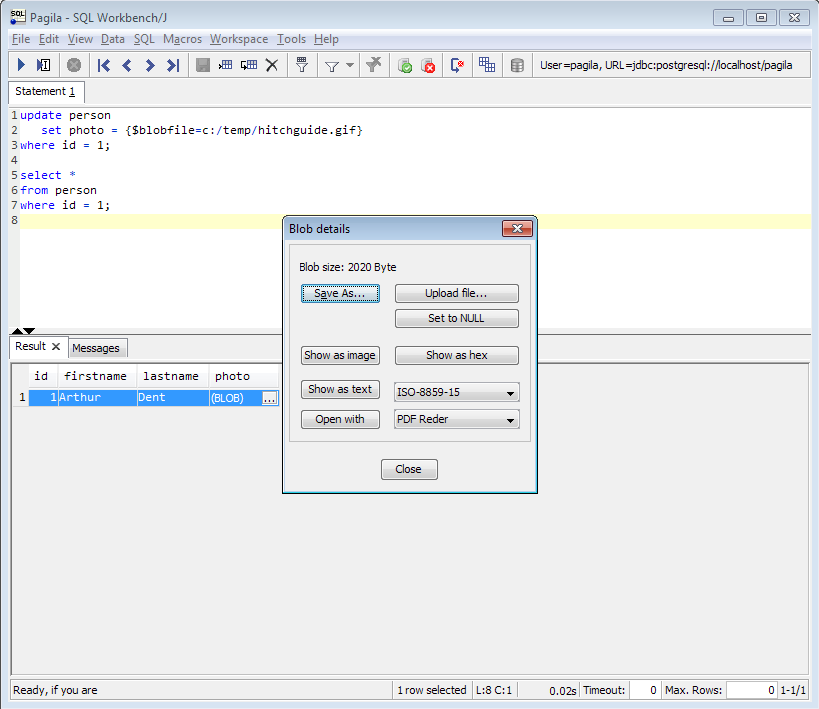 SQL Pagila - SQL Workbench/J
File Edit View Data SQL Macros Workspace Tools Help
User=pagila, URL=jdbc:postgresql://localhost/pagila
Statement 1
1 update person
2 set photo = {$blobfile=c:/temp/hitchguide.gif}
3 where id = 1;
4
5 select *
6 from person
7 where id = 1;
8
Blob details
Blob size: 2020 Byte
Save As... Upload file...
Set to NULL
Show as image Show as hex
Show as text ISO-8859-15
Open with PDF Reder
Close
Result Messages
id firstname lastname photo
1 1 Arthur Dent (BLOB) ...
Ready, if you are 1 row selected L:8 C:1 0.02s Timeout: 0 Max. Rows: 0 1-1/1